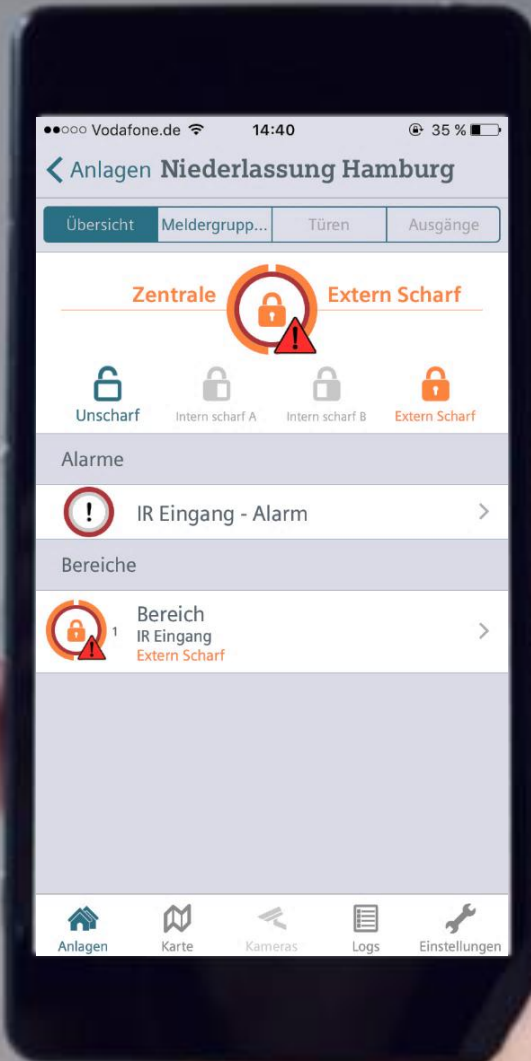 Vodafone.de 14:40 35 %
Anlagen Niederlassung Hamburg
Übersicht Meldergrupp... Türen Ausgänge
Zentrale Extern Scharf
Unscharf Intern scharf A Intern scharf B Extern Scharf
Alarme
! IR Eingang - Alarm
Bereiche
1 Bereich
IR Eingang
Extern Scharf
Anlagen Karte Kameras Logs Einstellungen